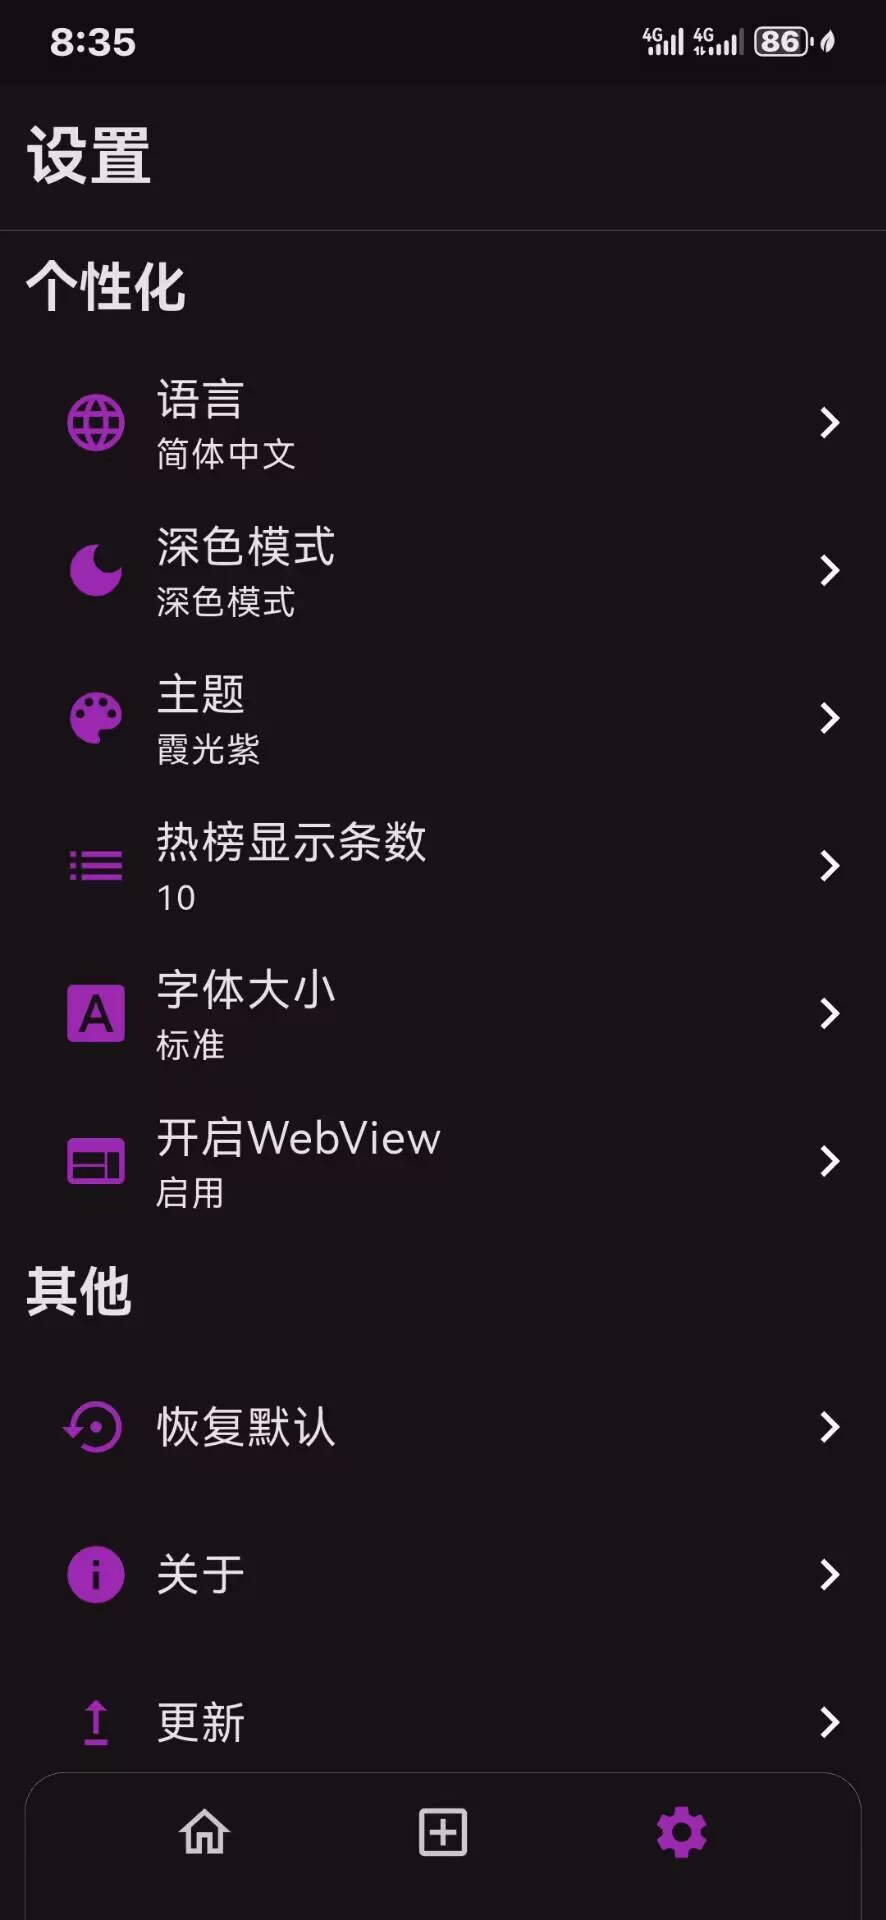 8:35
4G 4G 86
设置
个性化
语言
简体中文
深色模式
深色模式
主题
霞光紫
热榜显示条数
10
字体大小
标准
开启WebView
启用
其他
恢复默认
关于
更新